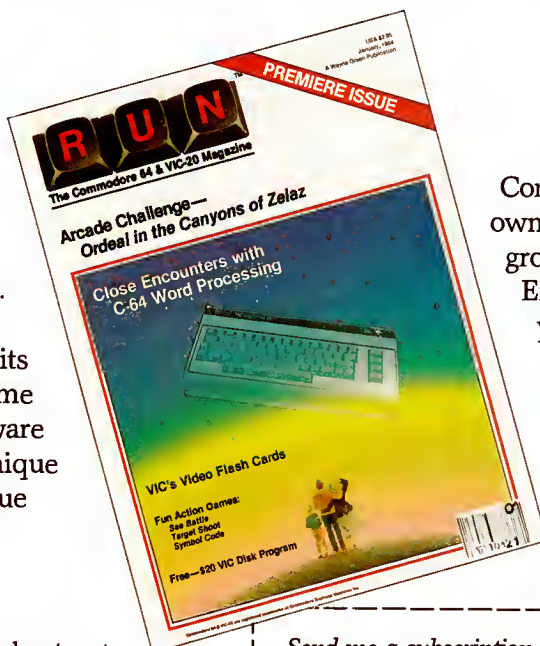 USA $2.95
January, 1984
A Wayne Green Publication
PREMIERE ISSUE
RUN
™
The Commodore 64 & VIC-20 Magazine
Arcade Challenge—
Ordeal in the Canyons of Zelaz
Close Encounters with
C-64 Word Processing
VIC's Video Flash Cards
Fun Action Games:
Sea Battle
Target Shoot
Symbol Code
Free—$20 VIC Disk Program
its
me
ware
nique
ue
Con
own
gro
E
Send me a subscription